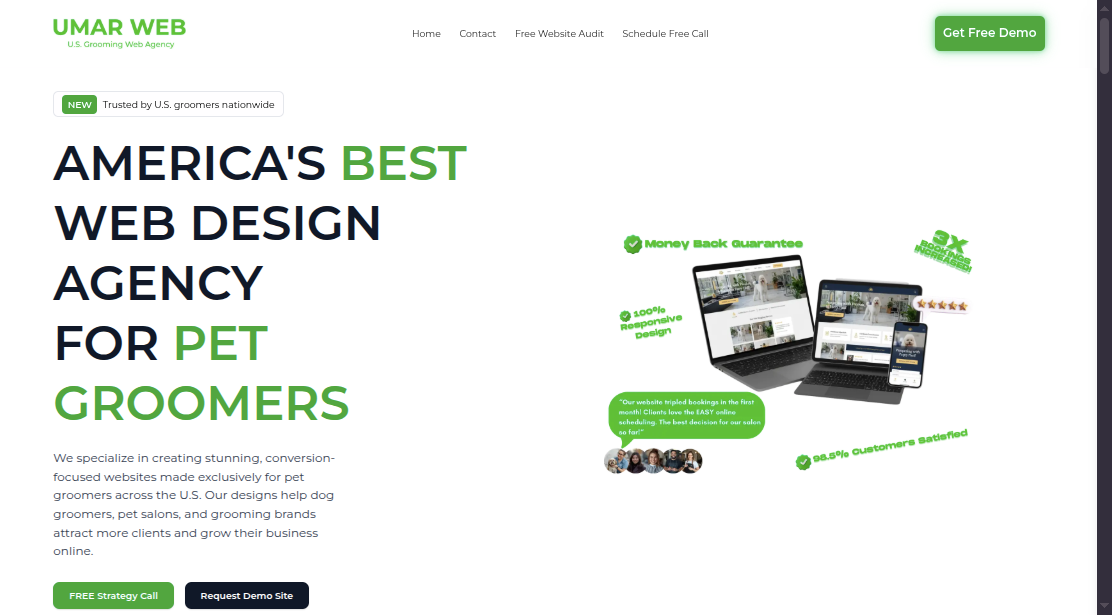 UMAR WEB
U.S. Grooming Web Agency
Home
Contact
Free Website Audit
Schedule Free Call
Get Free Demo
NEW Trusted by U.S. groomers nationwide
AMERICA'S BEST
WEB DESIGN
AGENCY
FOR PET
GROOMERS
We specialize in creating stunning, conversion-
focused websites made exclusively for pet
groomers across the U.S. Our designs help dog
groomers, pet salons, and grooming brands
attract more clients and grow their business
online.
FREE Strategy Call
Request Demo Site
Money Back Guarantee
3X
BOOKINGS
INCREASED!
100%
Responsive
Design
"Our website tripled bookings in the first
month! Clients love the EASY online
scheduling. The best decision for our salon
so far!"
98.5% Customers Satisfied